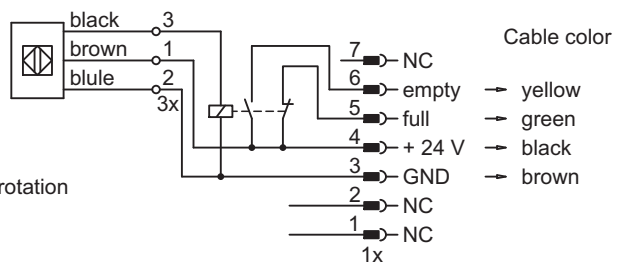 black 3
brown 1
blule 2
3x
rotation
Cable color
7 NC
6 empty yellow
5 full green
4 + 24 V black
3 GND brown
2 NC
1 NC
1x